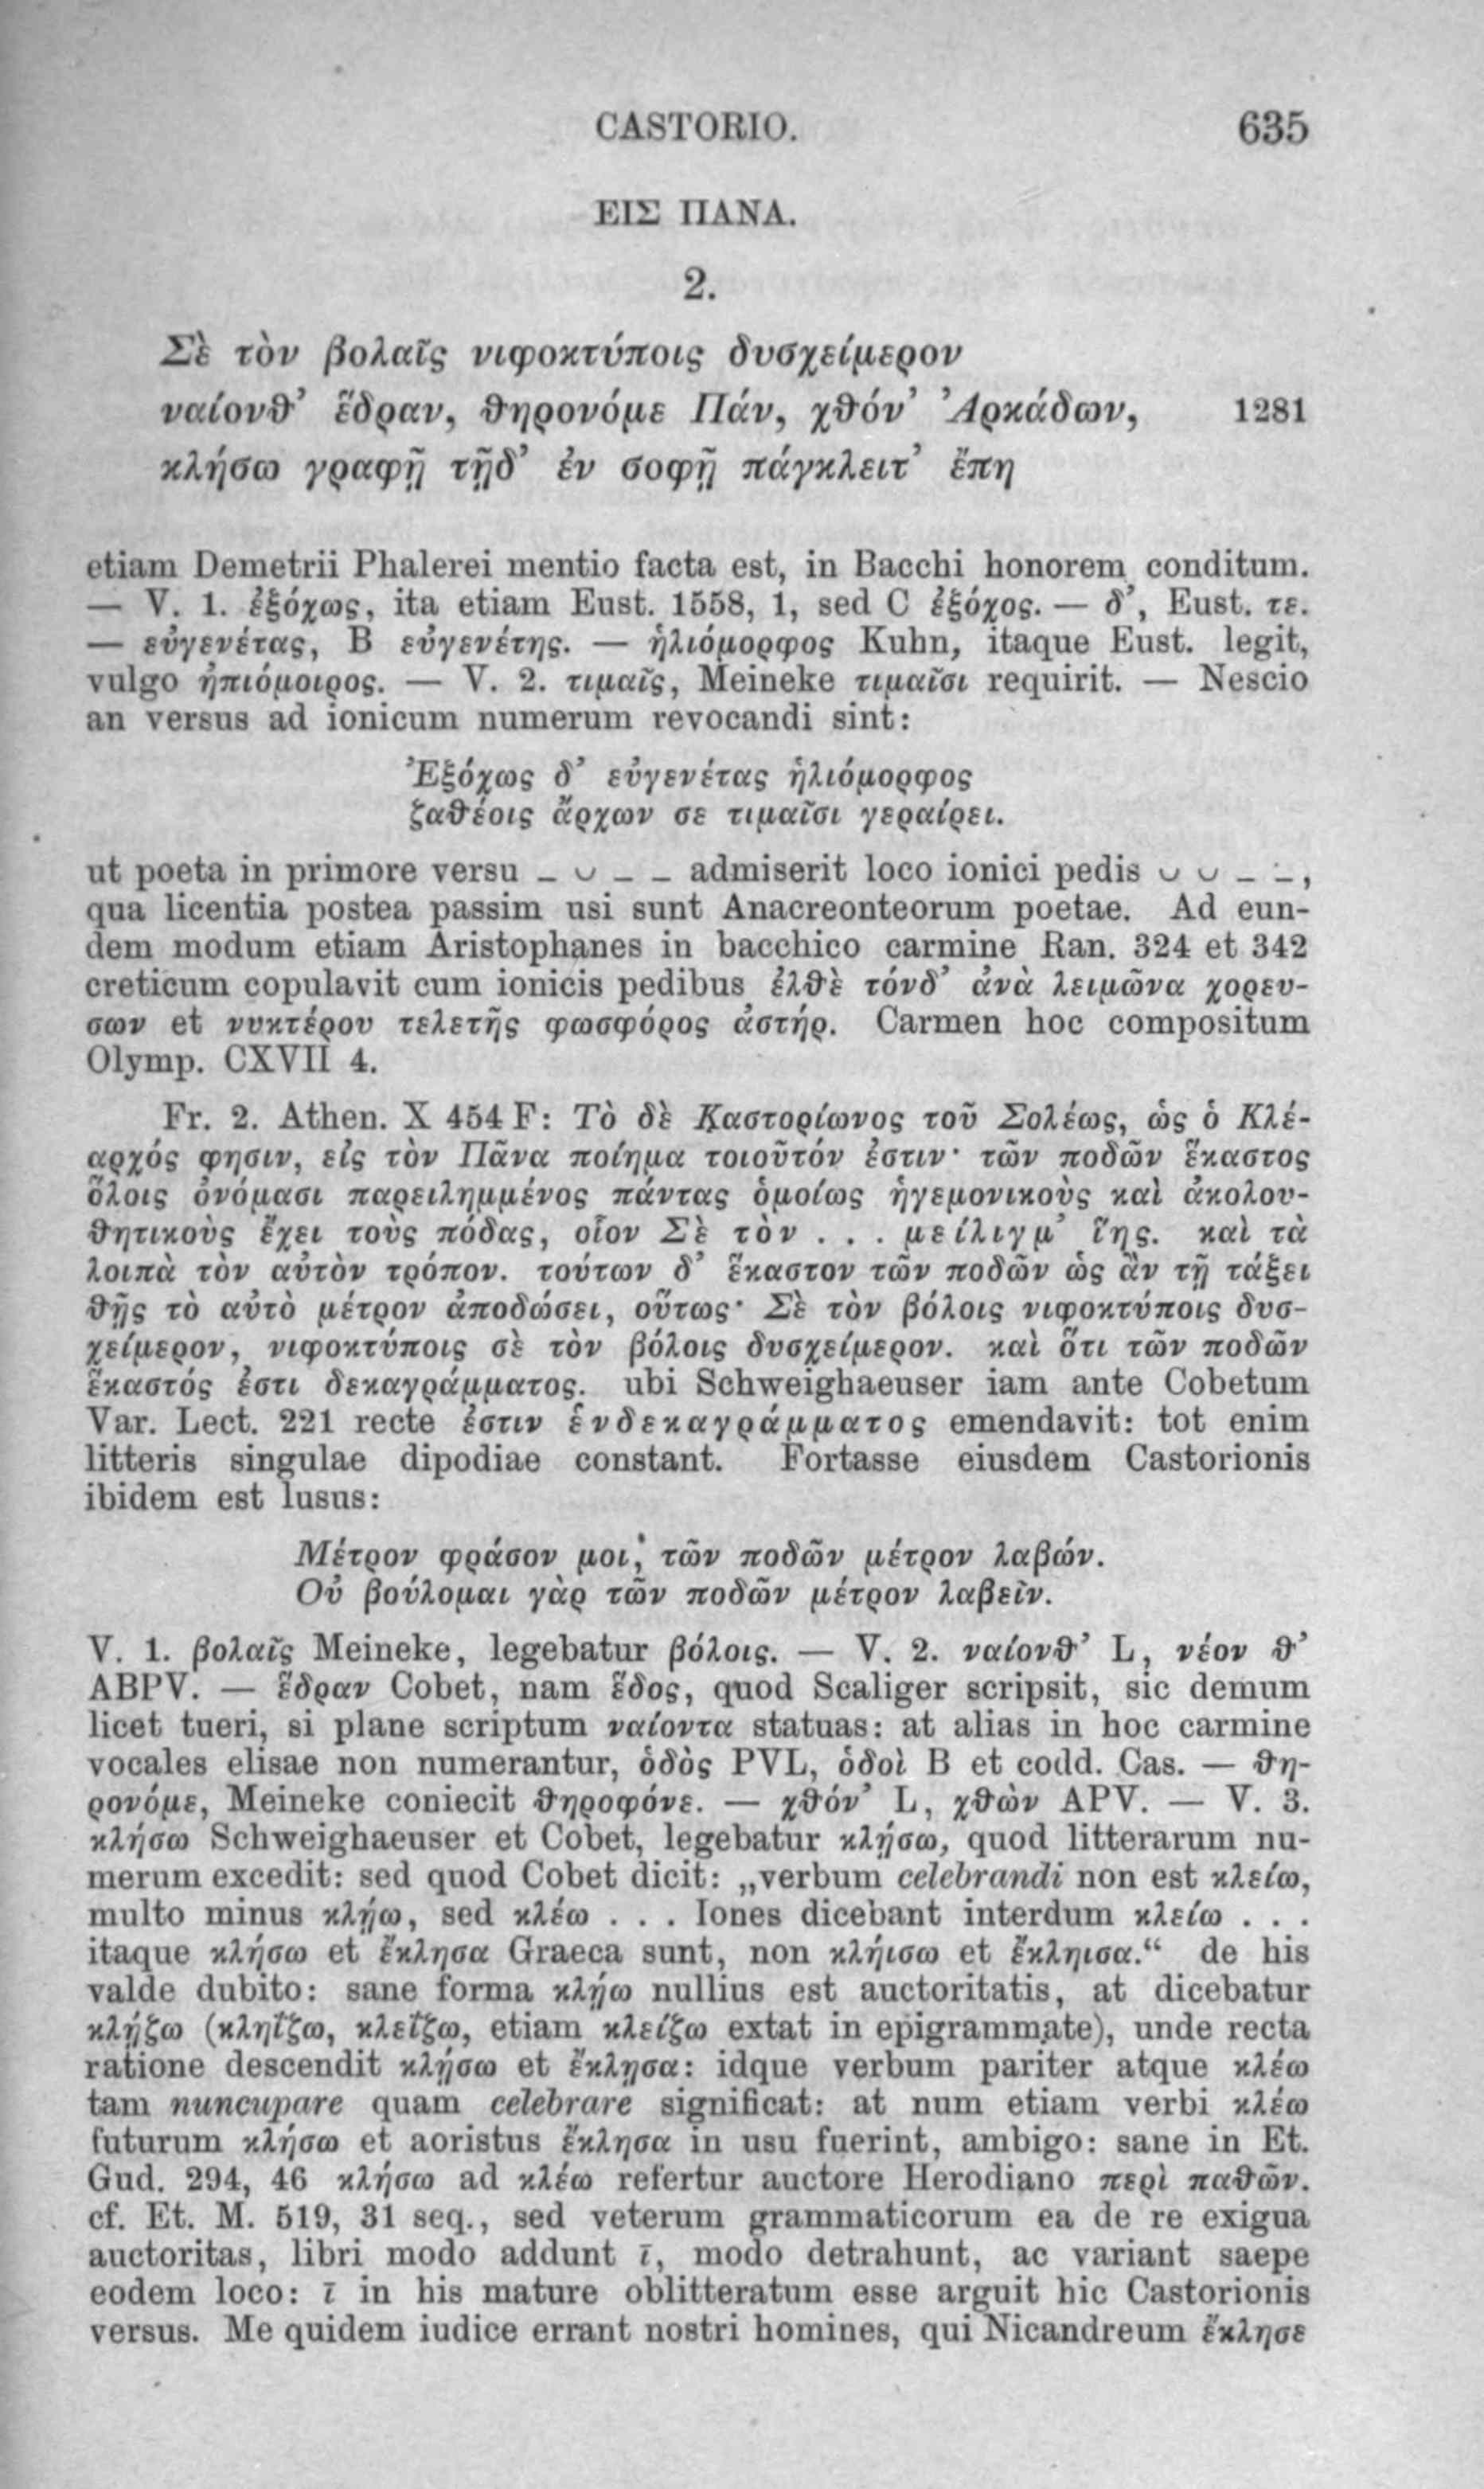 CASTORIO. 635
ΕΙΣ ΠΑΝΑ.
2.
Σὲ τὸν βολαῖς νιφοκτύποις δυσχείμερον
ναίονθ’ ἕδραν, θηρονόμε Πάν, χθόν’ Ἀρκάδων, 1281
κλήσω γραφῇ τῇδ’ ἐν σοφῇ πάγκλειτ’ ἔπη
etiam Demetrii Phalerei mentio facta est, in Bacchi honorem conditum.
— V. 1. ἐξόχως, ita etiam Eust. 1558, 1, sed C ἐξόχος. — δ’, Eust. τε.
— εὐγενέτας, B εὐγενέτης. — ἡλιόμορφος Kuhn, itaque Eust. legit,
vulgo ἠπιόμοιρος. — V. 2. τιμαῖς, Meineke τιμαῖσι requirit. — Nescio
an versus ad ionicum numerum revocandi sint:
Ἐξόχως δ’ εὐγενέτας ἡλιόμορφος
ζαθέοις ἄρχων σε τιμαῖσι γεραίρει.
ut poeta in primore versu – ∪ – – admiserit loco ionici pedis ∪ ∪ – –,
qua licentia postea passim usi sunt Anacreonteorum poetae. Ad eun-
dem modum etiam Aristophanes in bacchico carmine Ran. 324 et 342
creticum copulavit cum ionicis pedibus ἐλθὲ τόνδ’ ἀνὰ λειμῶνα χορευ-
σων et νυκτέρου τελετῆς φωσφόρος ἀστήρ. Carmen hoc compositum
Olymp. CXVII 4.
Fr. 2. Athen. X 454 F: Τὸ δὲ Καστορίωνος τοῦ Σολέως, ὡς ὁ Κλέ-
αρχός φησιν, εἰς τὸν Πᾶνα ποίημα τοιοῦτόν ἐστιν· τῶν ποδῶν ἕκαστος
ὅλοις ὀνόμασι παρειλημμένος πάντας ὁμοίως ἡγεμονικοὺς καὶ ἀκολου-
θητικοὺς ἔχει τοὺς πόδας, οἷον Σὲ τὸν . . . μείλιγμ’ ἵης. καὶ τὰ
λοιπὰ τὸν αὐτὸν τρόπον. τούτων δ’ ἕκαστον τῶν ποδῶν ὡς ἂν τῇ τάξει
θῇς τὸ αὐτὸ μέτρον ἀποδώσει, οὕτως· Σὲ τὸν βόλοις νιφοκτύποις δυσ-
χείμερον, νιφοκτύποις σὲ τὸν βόλοις δυσχείμερον. καὶ ὅτι τῶν ποδῶν
ἕκαστός ἐστι δεκαγράμματος. ubi Schweighaeuser iam ante Cobetum
Var. Lect. 221 recte ἐστιν ἑνδεκαγράμματος emendavit: tot enim
litteris singulae dipodiae constant. Fortasse eiusdem Castorionis
ibidem est lusus:
Μέτρον φράσον μοι, τῶν ποδῶν μέτρον λαβών.
Οὐ βούλομαι γὰρ τῶν ποδῶν μέτρον λαβεῖν.
V. 1. βολαῖς Meineke, legebatur βόλοις. — V. 2. ναίονθ’ L, νέον θ’
ABPV. — ἕδραν Cobet, nam ἕδος, quod Scaliger scripsit, sic demum
licet tueri, si plane scriptum ναίοντα statuas: at alias in hoc carmine
vocales elisae non numerantur, ὁδὸς PVL, ὁδοὶ B et codd. Cas. — θη-
ρονόμε, Meineke coniecit θηροφόνε. — χθόν’ L, χθὼν APV. — V. 3.
κλήσω Schweighaeuser et Cobet, legebatur κλῄσω, quod litterarum nu-
merum excedit: sed quod Cobet dicit: „verbum celebrandi non est κλείω,
multo minus κλῄω, sed κλέω . . . Iones dicebant interdum κλείω . . .
itaque κλήσω et ἔκλησα Graeca sunt, non κλήισω et ἔκληισα.“ de his
valde dubito: sane forma κλῄω nullius est auctoritatis, at dicebatur
κλῄζω (κληΐζω, κλεΐζω, etiam κλείζω extat in epigrammate), unde recta
ratione descendit κλῄσω et ἔκλῃσα: idque verbum pariter atque κλέω
tam nuncupare quam celebrare significat: at num etiam verbi κλέω
futurum κλήσω et aoristus ἔκλησα in usu fuerint, ambigo: sane in Et.
Gud. 294, 46 κλήσω ad κλέω refertur auctore Herodiano περὶ παθῶν.
cf. Et. M. 519, 31 seq., sed veterum grammaticorum ea de re exigua
auctoritas, libri modo addunt ῑ, modo detrahunt, ac variant saepe
eodem loco: ῑ in his mature oblitteratum esse arguit hic Castorionis
versus. Me quidem iudice errant nostri homines, qui Nicandreum ἔκλησε